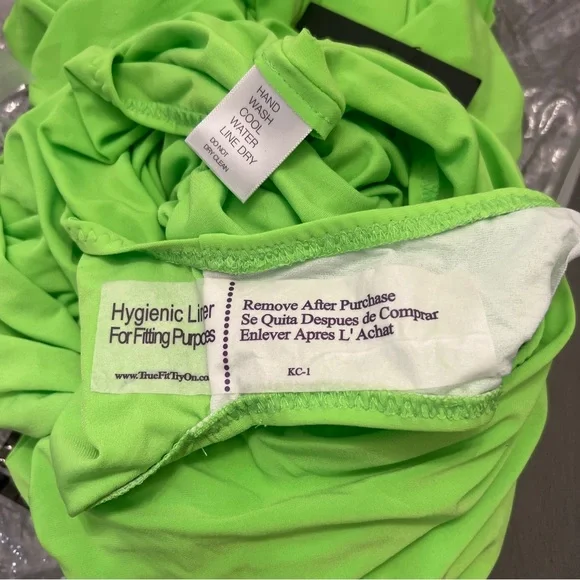 HAND
WASH
COOL
WATER
LINE DRY
DO NOT
DRY CLEAN
Hygienic Liner
For Fitting Purposes
www.TrueFitTryOn.co
Remove After Purchase
Se Quita Despues de Comprar
Enlever Apres L' Achat
KC-1